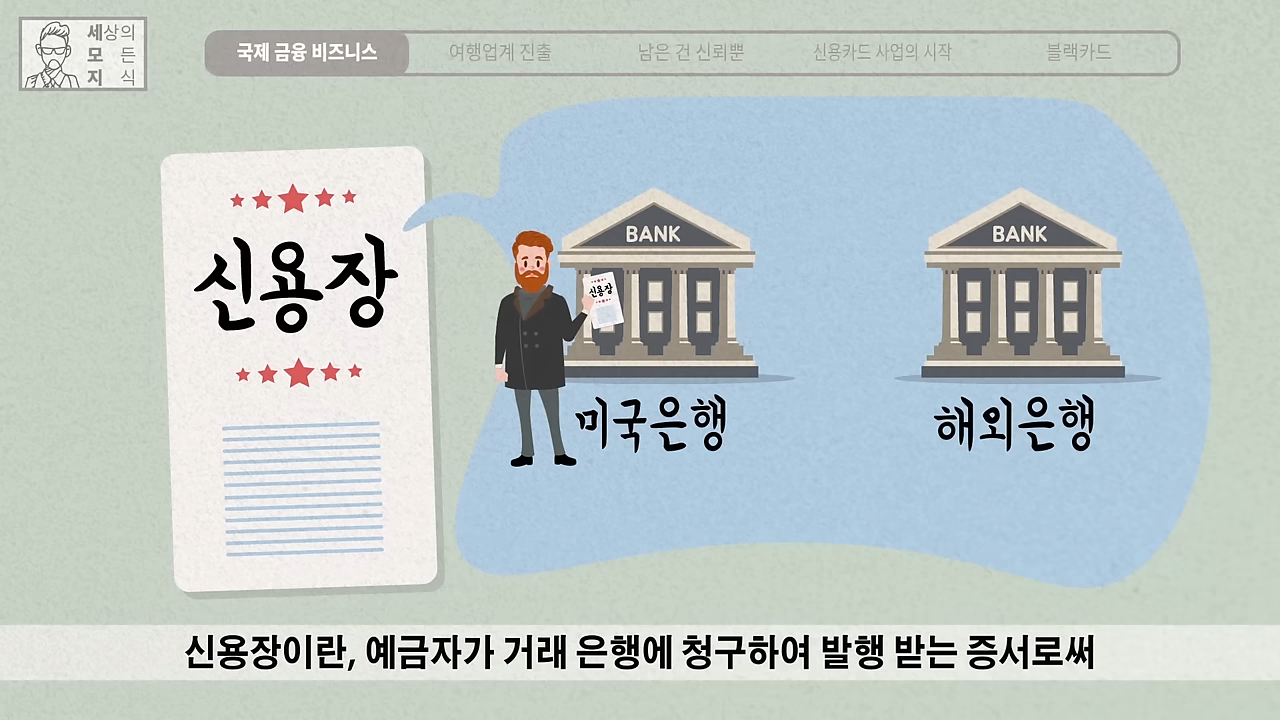 세상의
모든
지식
국제 금융 비즈니스
여행업계 진출
남은 건 신뢰뿐
신용카드 사업의 시작
블랙카드
신용장
BANK
BANK
신용장
미국은행
해외은행
신용장이란, 예금자가 거래 은행에 청구하여 발행 받는 증서로써